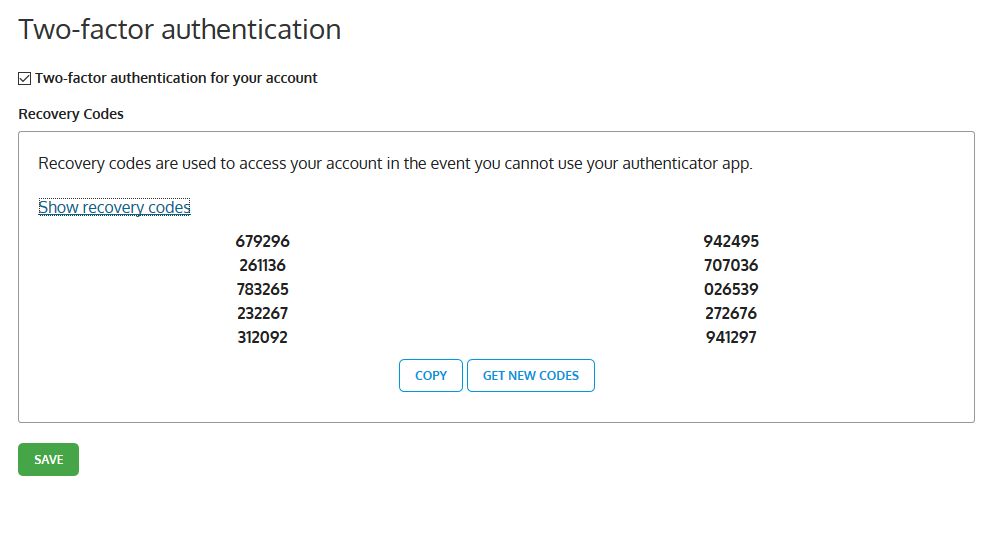 Two-factor authentication
Two-factor authentication for your account
Recovery Codes
Recovery codes are used to access your account in the event you cannot use your authenticator app.
Show recovery codes
679296 942495
261136 707036
783265 026539
232267 272676
312092 941297
COPY GET NEW CODES
SAVE